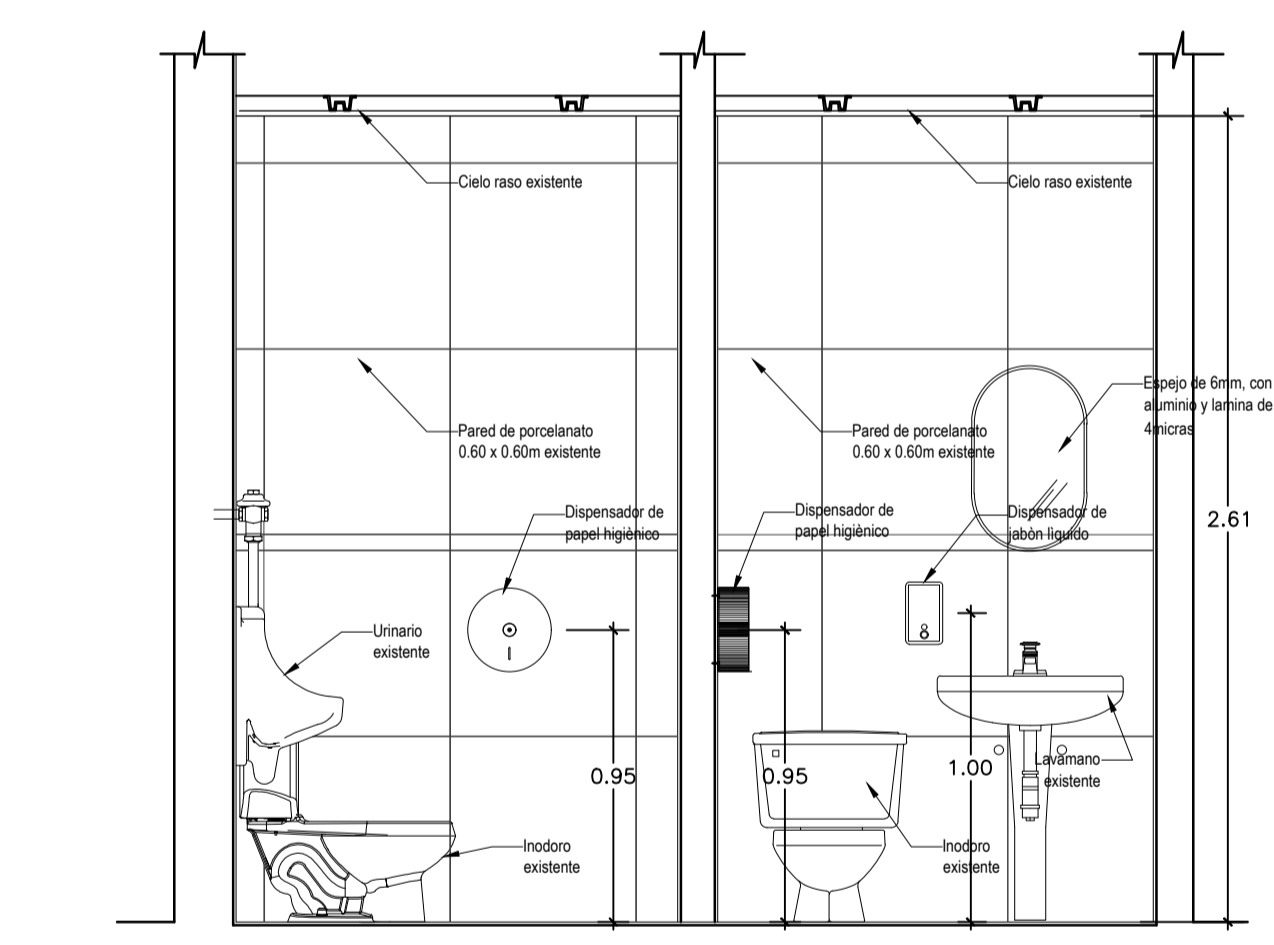 Cielo raso existente
Cielo raso existente
Espejo de 6mm, con
aluminio y lamina de
4micras
Pared de porcelanato
0.60 x 0.60m existente
Pared de porcelanato
0.60 x 0.60m existente
Dispensador de
papel higiènico
Dispensador de
papel higiènico
Dispensador de
jabòn lìquido
2.61
Urinario
existente
0.95
0.95
1.00
Lavamano
existente
Inodoro
existente
Inodoro
existente